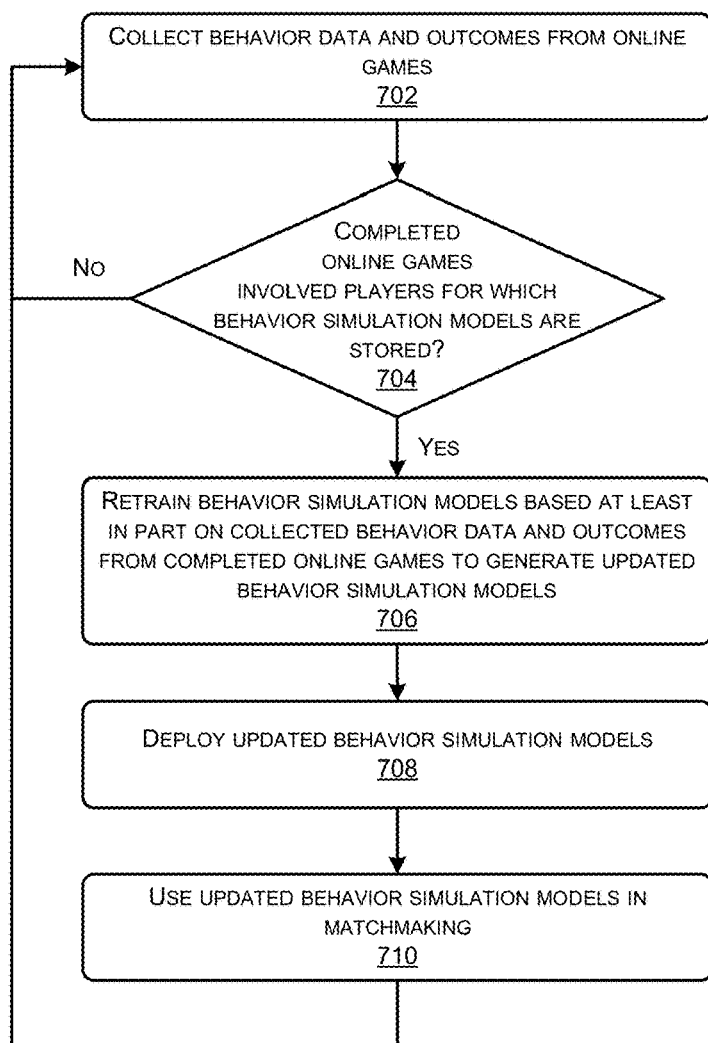 COLLECT BEHAVIOR DATA AND OUTCOMES FROM ONLINE
GAMES
702
COMPLETED
ONLINE GAMES
INVOLVED PLAYERS FOR WHICH
BEHAVIOR SIMULATION MODELS ARE
STORED?
704
NO
YES
RETRAIN BEHAVIOR SIMULATION MODELS BASED AT LEAST
IN PART ON COLLECTED BEHAVIOR DATA AND OUTCOMES
FROM COMPLETED ONLINE GAMES TO GENERATE UPDATED
BEHAVIOR SIMULATION MODELS
706
DEPLOY UPDATED BEHAVIOR SIMULATION MODELS
708
USE UPDATED BEHAVIOR SIMULATION MODELS IN
MATCHMAKING
710